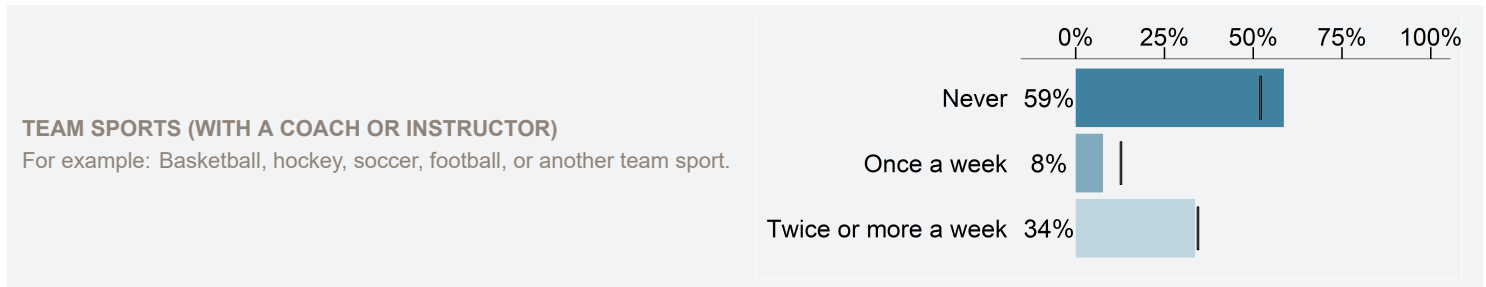 TEAM SPORTS (WITH A COACH OR INSTRUCTOR)
For example: Basketball, hockey, soccer, football, or another team sport.
0% 25% 50% 75% 100%
Never 59%
Once a week 8%
Twice or more a week 34%